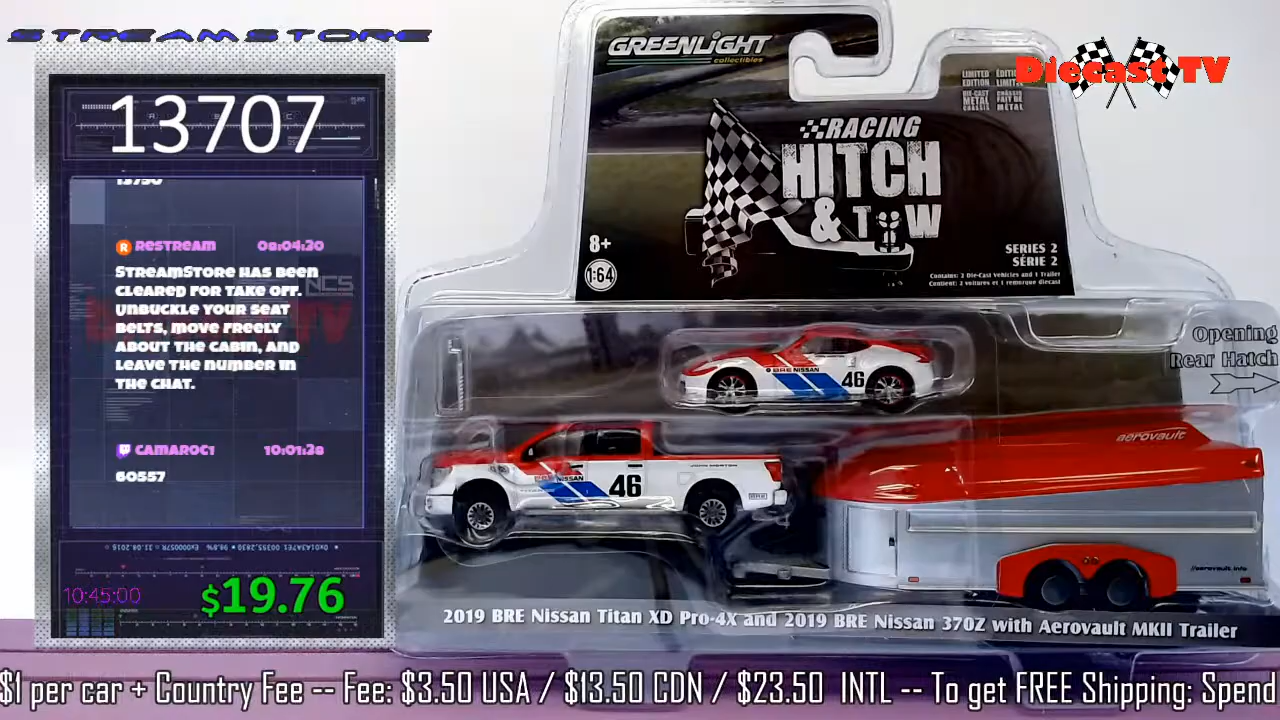 STREAMSTORE
13707
13750
RESTREAM 08:04:20
STREAMSTORE HAS BEEN
CLEARED FOR TAKE OFF.
UNBUCKLE YOUR SEAT
BELTS, MOVE FREELY
ABOUT THE CABIN, AND
LEAVE THE NUMBER IN
THE CHAT.
CAMAROC1 10:01:28
60557
10:45:00
$19.76
GREENLiGHT
collectibles
LIMITED EDITION
DIE-CAST METAL
Diecast TV
RACING
HITCH
& TOW
8+
1:64
SERIES 2
SÉRIE 2
Contains: 2 Die-Cast Vehicles and 1 Trailer
Contient: 2 voitures et 1 remorque diecast
Opening
Rear Hatch
BRE NISSAN
46
aerovault
NISSAN
46
JOHN MORTON
//aerovault.info
2019 BRE Nissan Titan XD Pro-4X and 2019 BRE Nissan 370Z with Aerovault MKII Trailer
$1 per car + Country Fee -- Fee: $3.50 USA / $13.50 CDN / $23.50 INTL -- To get FREE Shipping: Spend